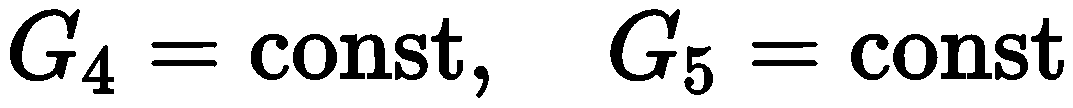 G₄ = const, G₅ = const